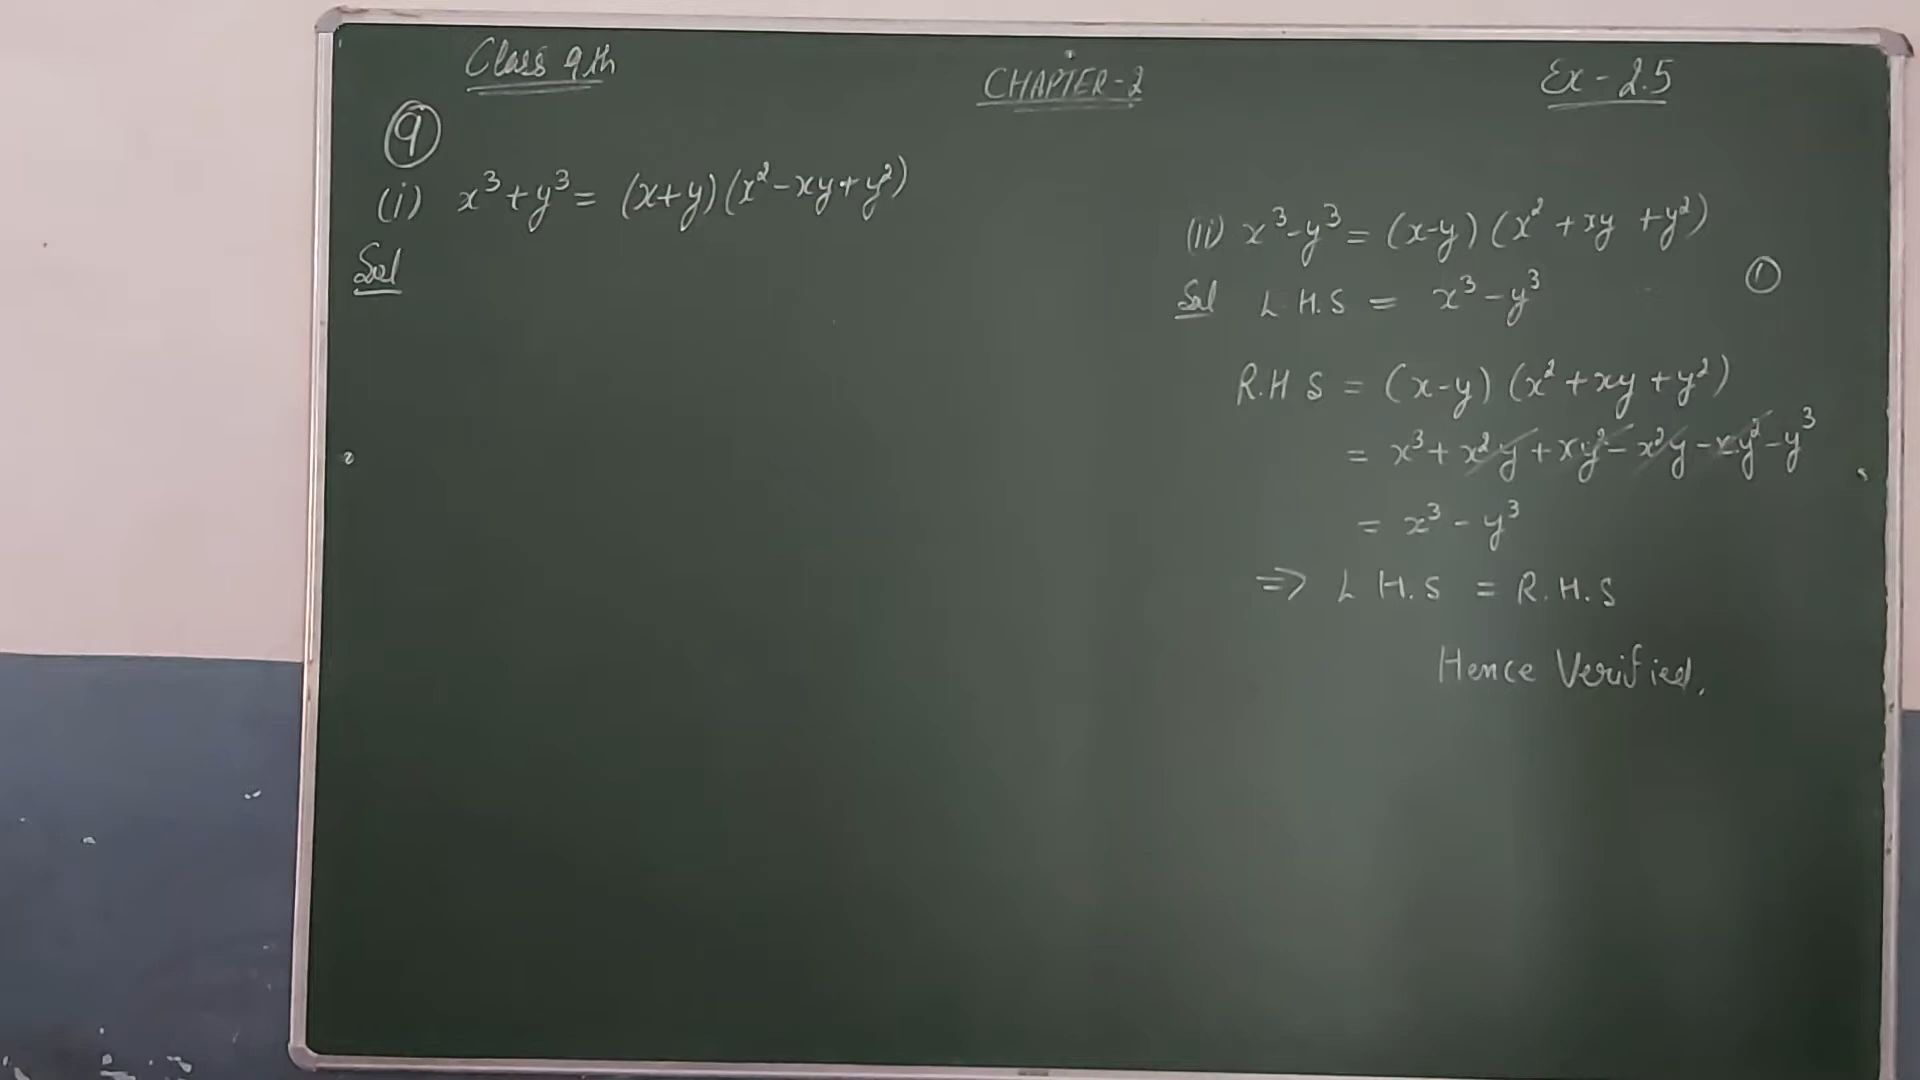 Class 9th
CHAPTER-2
Ex - 2.5
9
(i) x³+y³= (x+y)(x²-xy+y²)
Sol
(ii) x³-y³= (x-y)(x²+xy+y²)
1
Sol L.H.S = x³-y³
R.H.S = (x-y)(x²+xy+y²)
= x³+x²y+xy²-x²y-xy²-y³
= x³-y³
=> L H.S = R.H.S
Hence Verified.